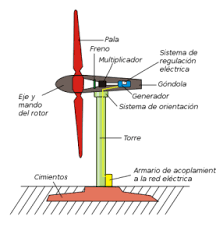 Pala
Freno
Multiplicador
Sistema de
regulación
eléctrica
Góndola
Generador
Sistema de orientación
Eje y
mando
del rotor
Torre
Armario de acoplamient
a la red eléctrica
Cimientos